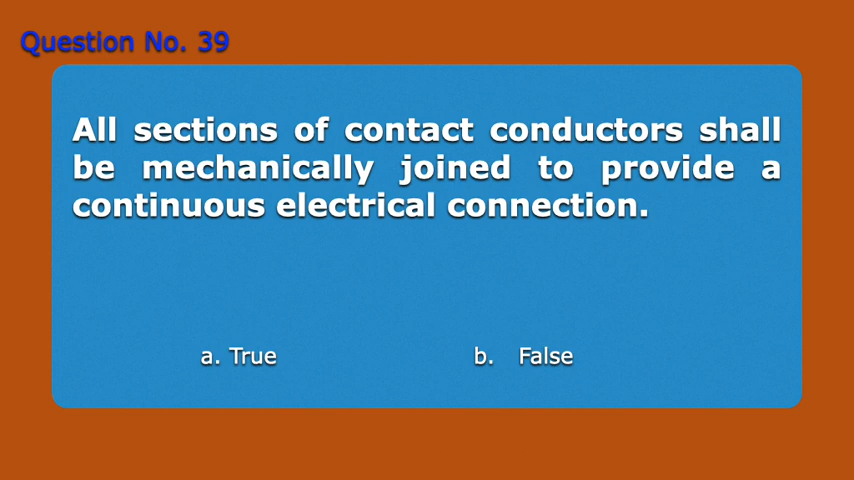 Question No. 39
All sections of contact conductors shall
be mechanically joined to provide a
continuous electrical connection.
a. True b. False